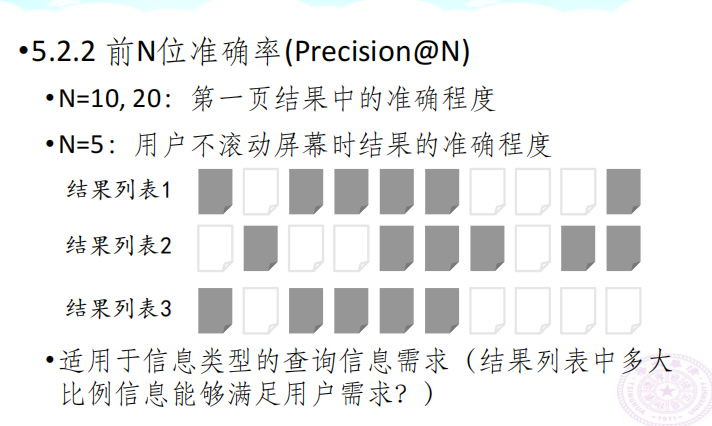 •5.2.2 前N位准确率(Precision@N)
•N=10, 20：第一页结果中的准确程度
•N=5：用户不滚动屏幕时结果的准确程度
结果列表1
结果列表2
结果列表3
•适用于信息类型的查询信息需求（结果列表中多大
比例信息能够满足用户需求？）